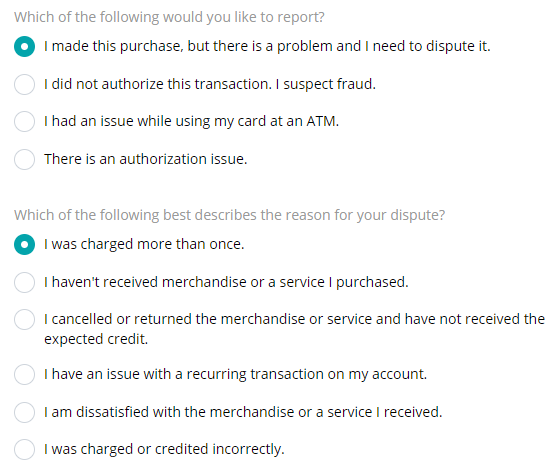 Which of the following would you like to report?
I made this purchase, but there is a problem and I need to dispute it.
I did not authorize this transaction. I suspect fraud.
I had an issue while using my card at an ATM.
There is an authorization issue.
Which of the following best describes the reason for your dispute?
I was charged more than once.
I haven't received merchandise or a service I purchased.
I cancelled or returned the merchandise or service and have not received the
expected credit.
I have an issue with a recurring transaction on my account.
I am dissatisfied with the merchandise or a service I received.
I was charged or credited incorrectly.